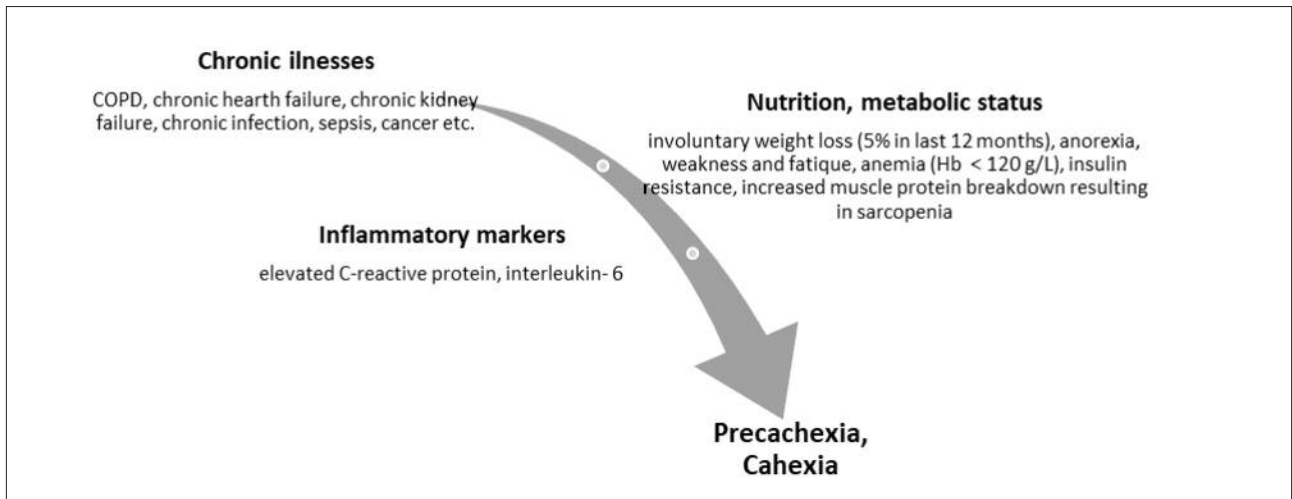 Chronic ilnesses
COPD, chronic hearth failure, chronic kidney
failure, chronic infection, sepsis, cancer etc.
Nutrition, metabolic status
involuntary weight loss (5% in last 12 months), anorexia,
weakness and fatique, anemia (Hb < 120 g/L), insulin
resistance, increased muscle protein breakdown resulting
in sarcopenia
Inflammatory markers
elevated C-reactive protein, interleukin- 6
Precachexia,
Cahexia